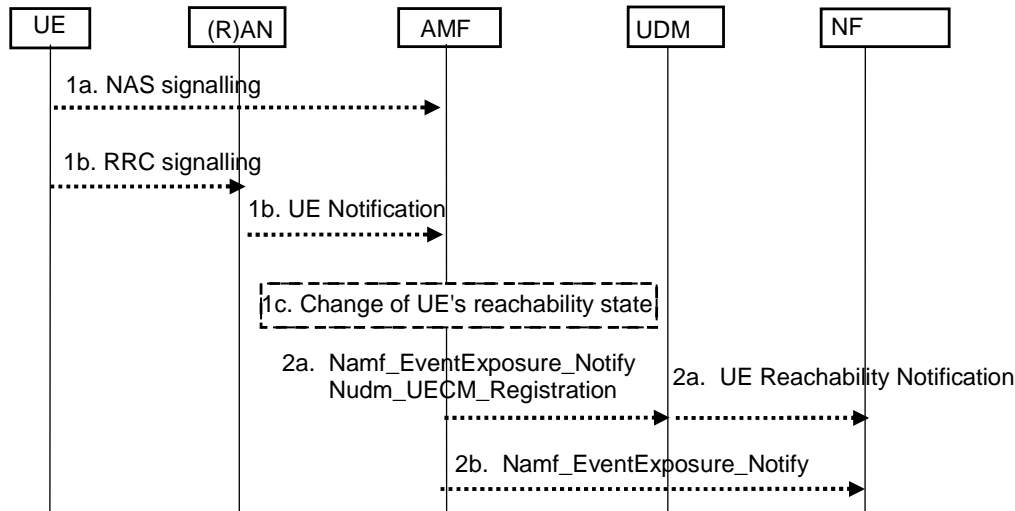 UE (R)AN AMF UDM NF
1a. NAS signalling
1b. RRC signalling
1b. UE Notification
1c. Change of UE's reachability state
2a. Namf_EventExposure_Notify
Nudm_UECM_Registration
2a. UE Reachability Notification
2b. Namf_EventExposure_Notify